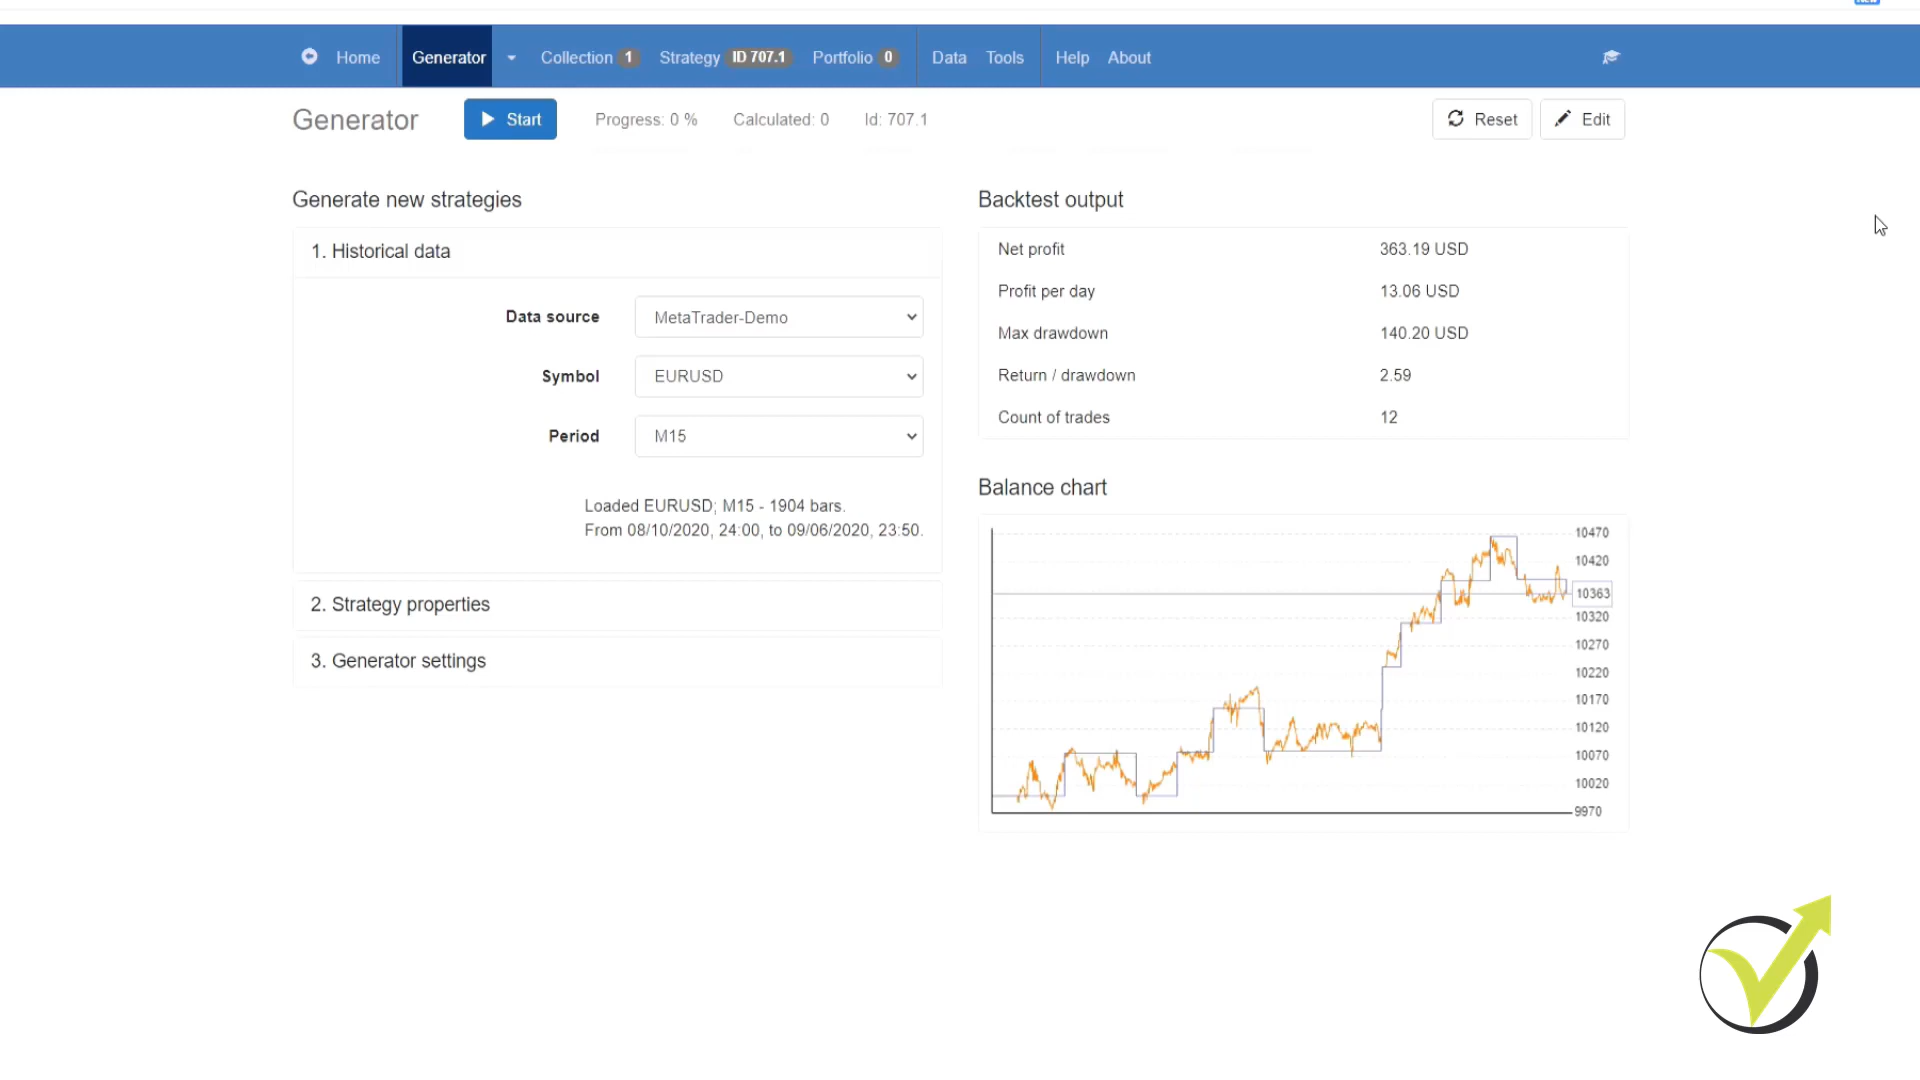 Home Generator Collection 1 Strategy ID 707.1 Portfolio 0 Data Tools Help About
Generator Start Progress: 0 % Calculated: 0 Id: 707.1 Reset Edit
Generate new strategies
1. Historical data
Data source MetaTrader-Demo
Symbol EURUSD
Period M15
Loaded EURUSD; M15 - 1904 bars.
From 08/10/2020, 24:00, to 09/06/2020, 23:50.
2. Strategy properties
3. Generator settings
Backtest output
Net profit 363.19 USD
Profit per day 13.06 USD
Max drawdown 140.20 USD
Return / drawdown 2.59
Count of trades 12
Balance chart
10470
10420
10363
10320
10270
10220
10170
10120
10070
10020
9970